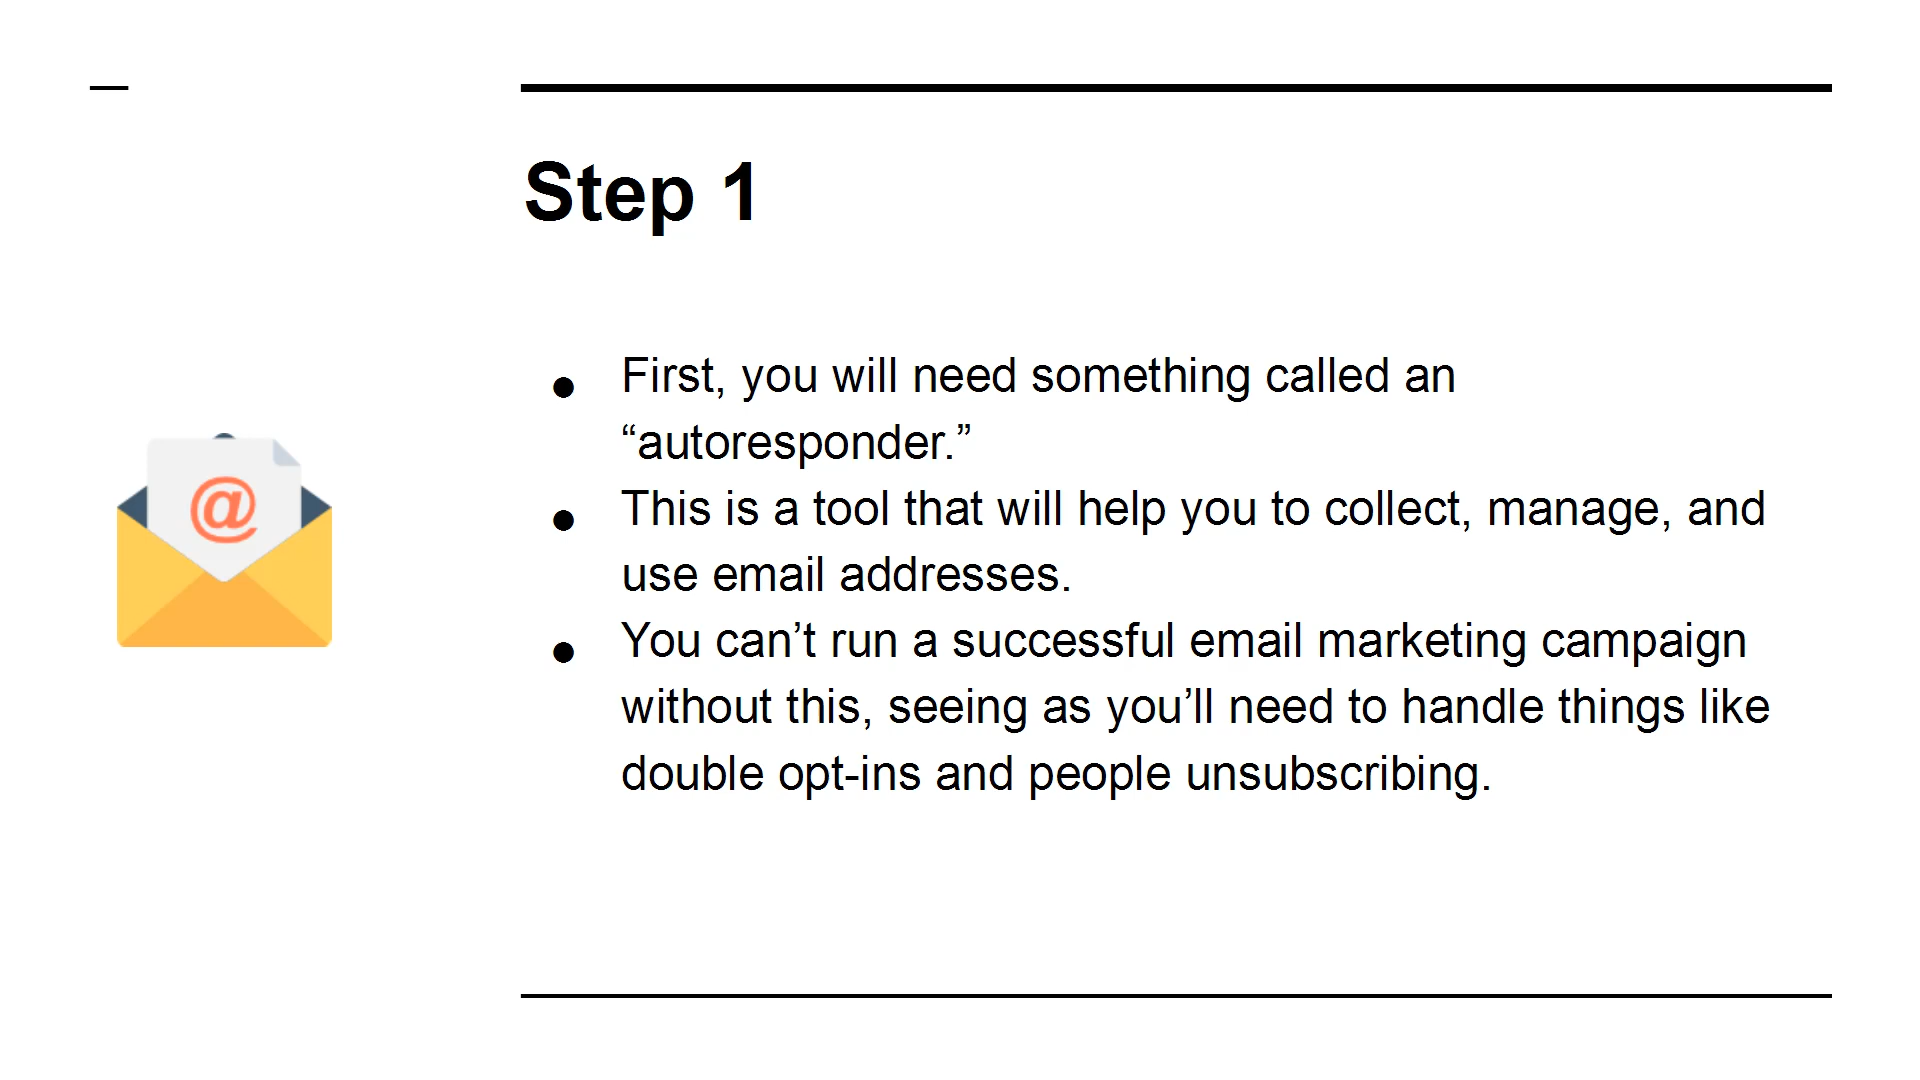 Step 1
@
• First, you will need something called an
“autoresponder.”
• This is a tool that will help you to collect, manage, and
use email addresses.
• You can’t run a successful email marketing campaign
without this, seeing as you’ll need to handle things like
double opt-ins and people unsubscribing.